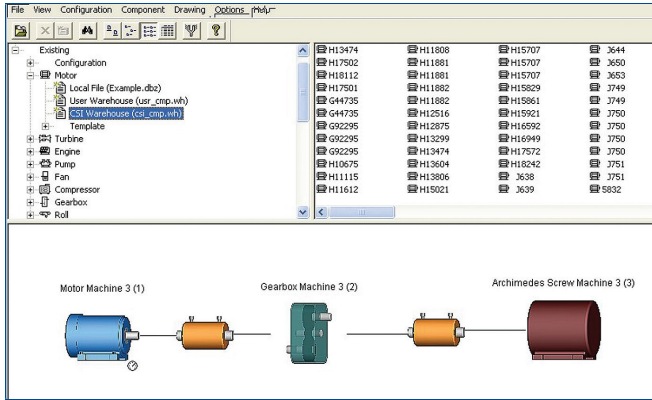 File View Configuration Component Drawing Options Help
Existing
Configuration
Motor
Local File (Example.dbz)
User Warehouse (usr_cmp.wh)
CSI Warehouse (csi_cmp.wh)
Template
Turbine
Engine
Pump
Fan
Compressor
Gearbox
Roll
H13474 H11808 H15707 J644
H17502 H11881 H15707 J650
H18112 H11881 H15707 J653
H17501 H11882 H15829 J749
G44735 H11882 H15861 J749
G44735 H12516 H15921 J750
G92295 H12875 H16592 J750
G92295 H13299 H16949 J750
G92295 H13474 H17572 J750
H10675 H13604 H18242 J751
H11115 H13806 J638 J751
H11612 H15021 J639 5832
Motor Machine 3 (1) Gearbox Machine 3 (2) Archimedes Screw Machine 3 (3)